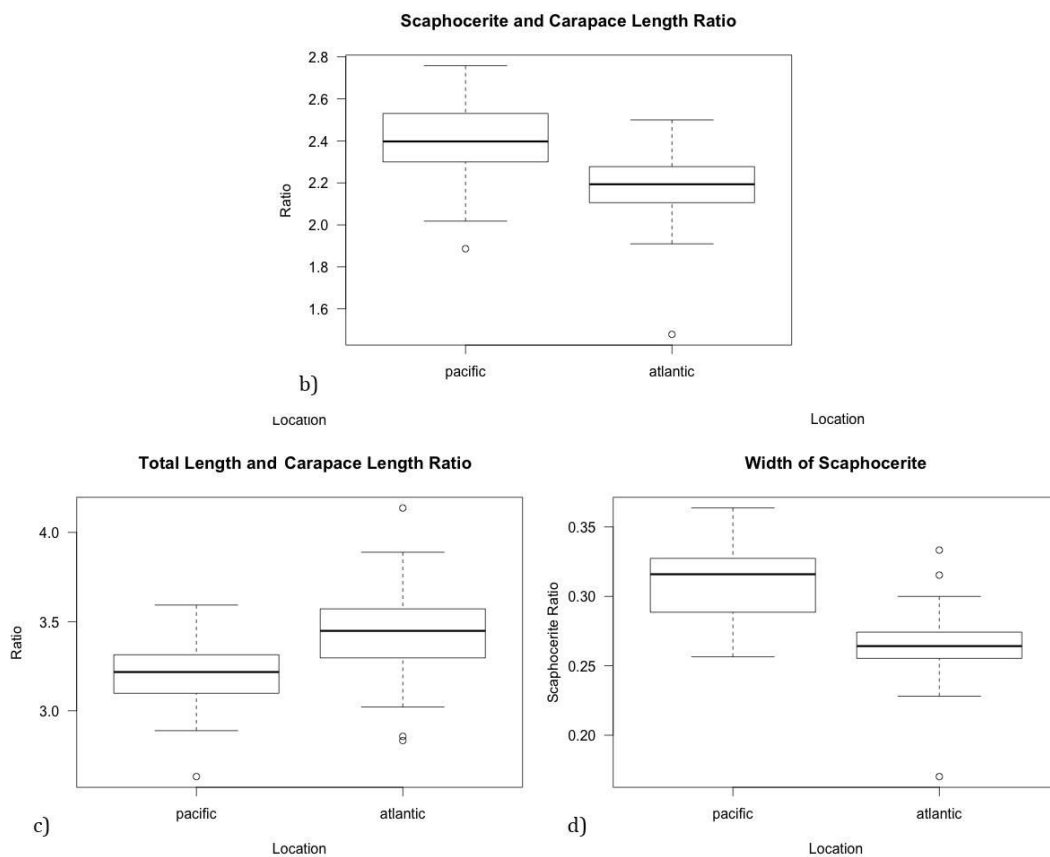 Scaphocerite and Carapace Length Ratio
2.8
2.6
2.4
2.2
2.0
1.8
1.6
Ratio
pacific
atlantic
b)
Location
Location
Total Length and Carapace Length Ratio
4.0
3.5
3.0
Ratio
pacific
atlantic
c)
Location
Width of Scaphocerite
0.35
0.30
0.25
0.20
Scaphocerite Ratio
pacific
atlantic
d)
Location